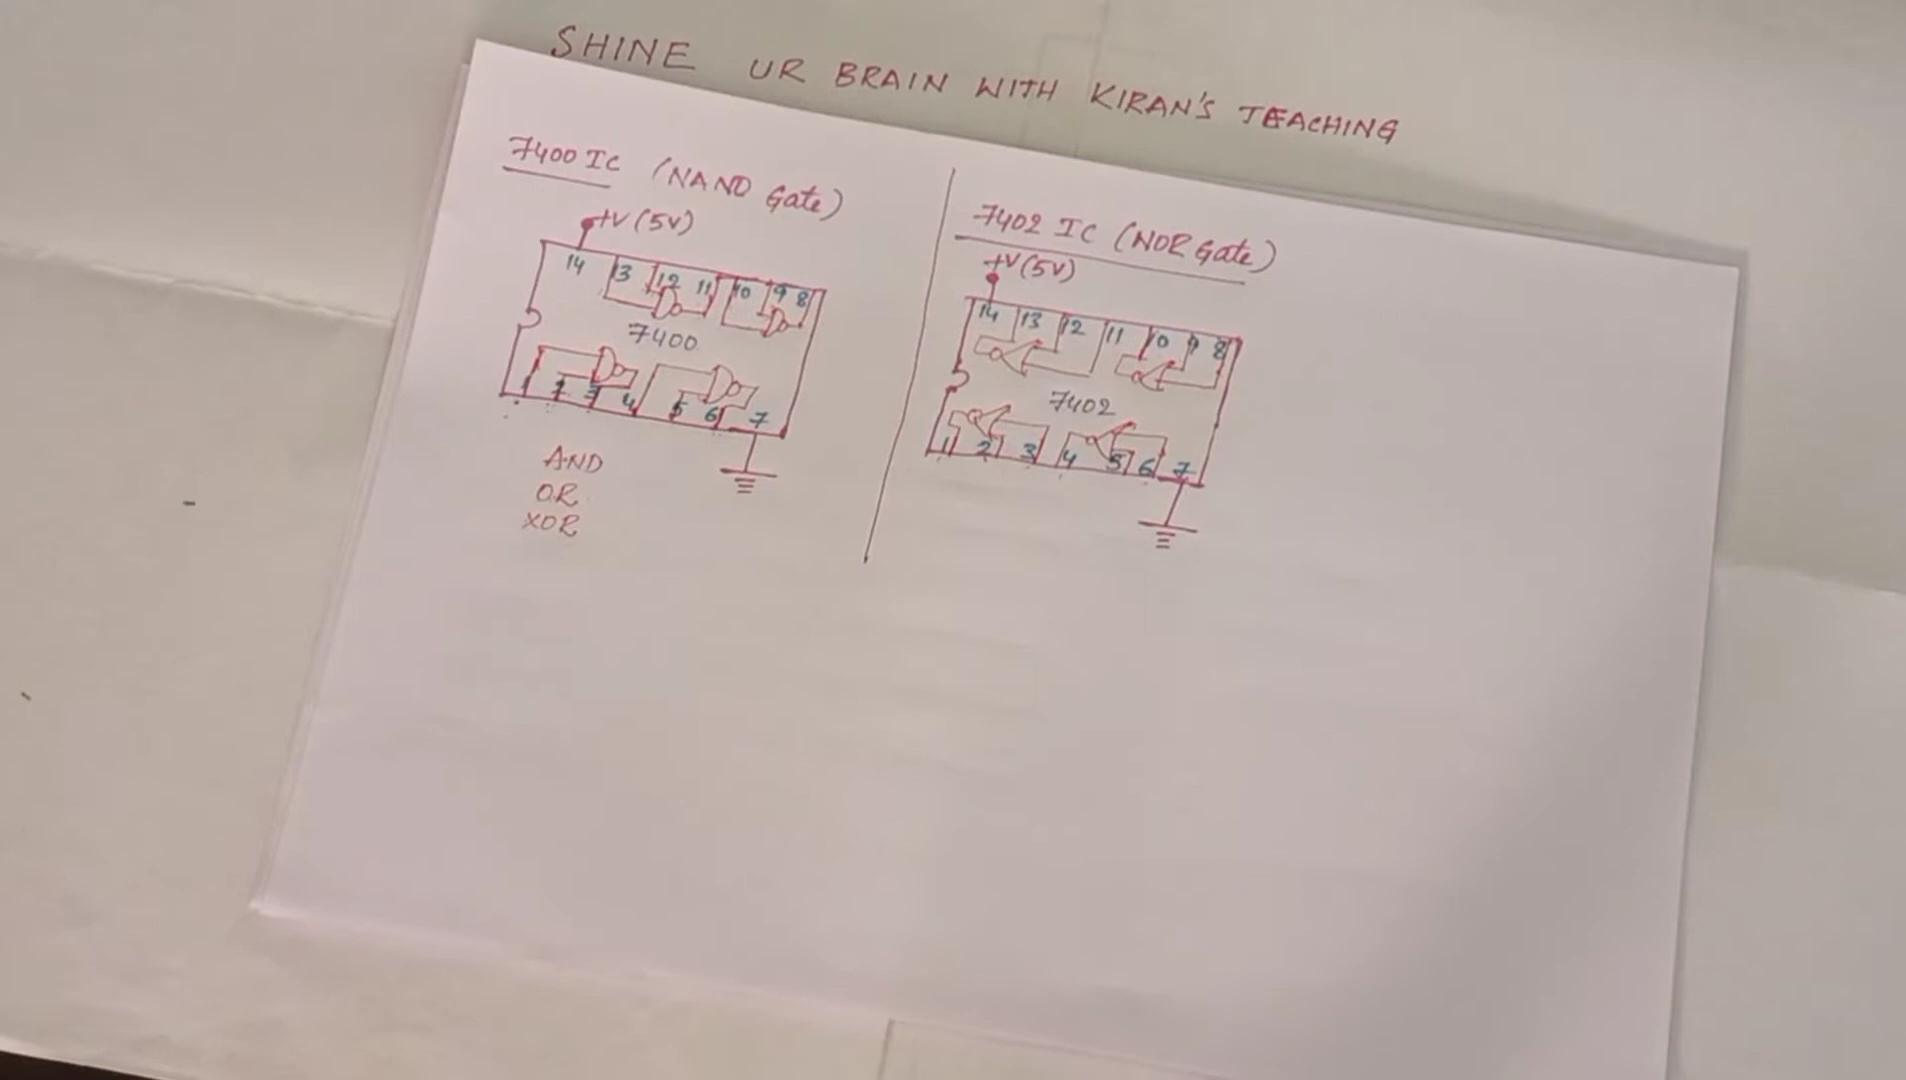 SHINE UR BRAIN WITH KIRAN'S TEACHING
7400 IC (NAND Gate)
+V (5V)
14 13 12 11 10 9 8
7400
1 2 3 4 5 6 7
AND
OR
XOR
7402 IC (NOR Gate)
+V (5V)
14 13 12 11 10 9 8
7402
1 2 3 4 5 6 7